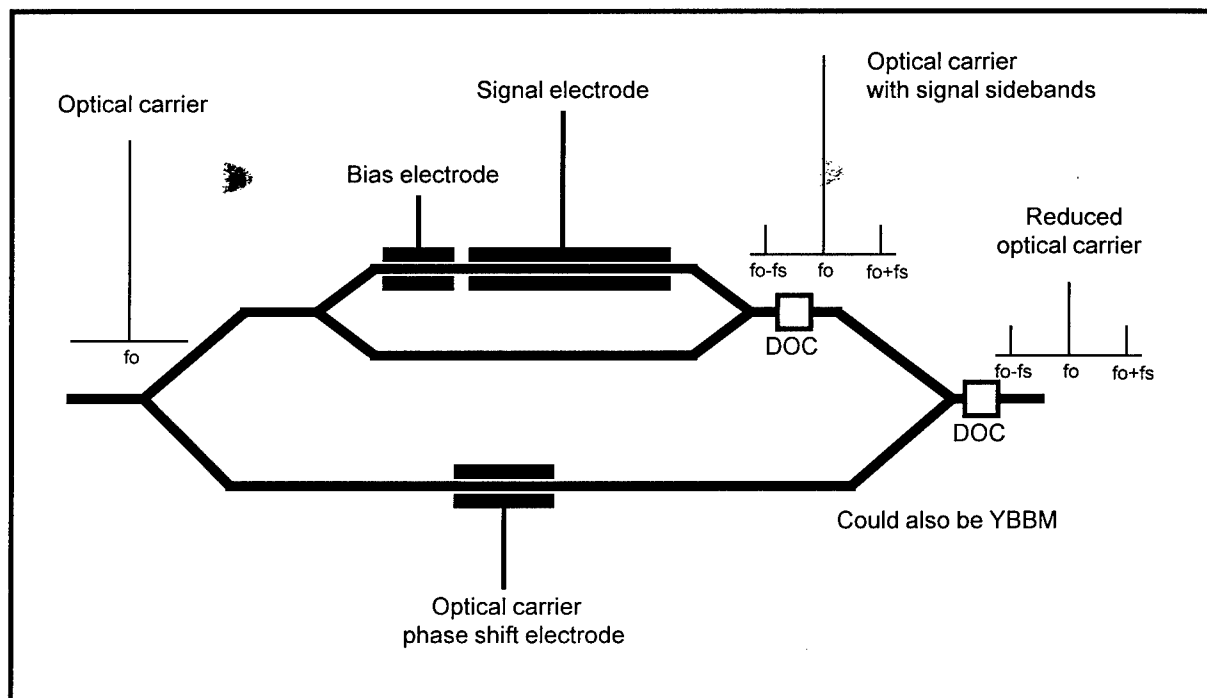 Optical carrier
fo
Bias electrode
Signal electrode
Optical carrier
with signal sidebands
fo-fs
fo
fo+fs
DOC
Reduced
optical carrier
fo-fs
fo
fo+fs
DOC
Could also be YBBM
Optical carrier
phase shift electrode